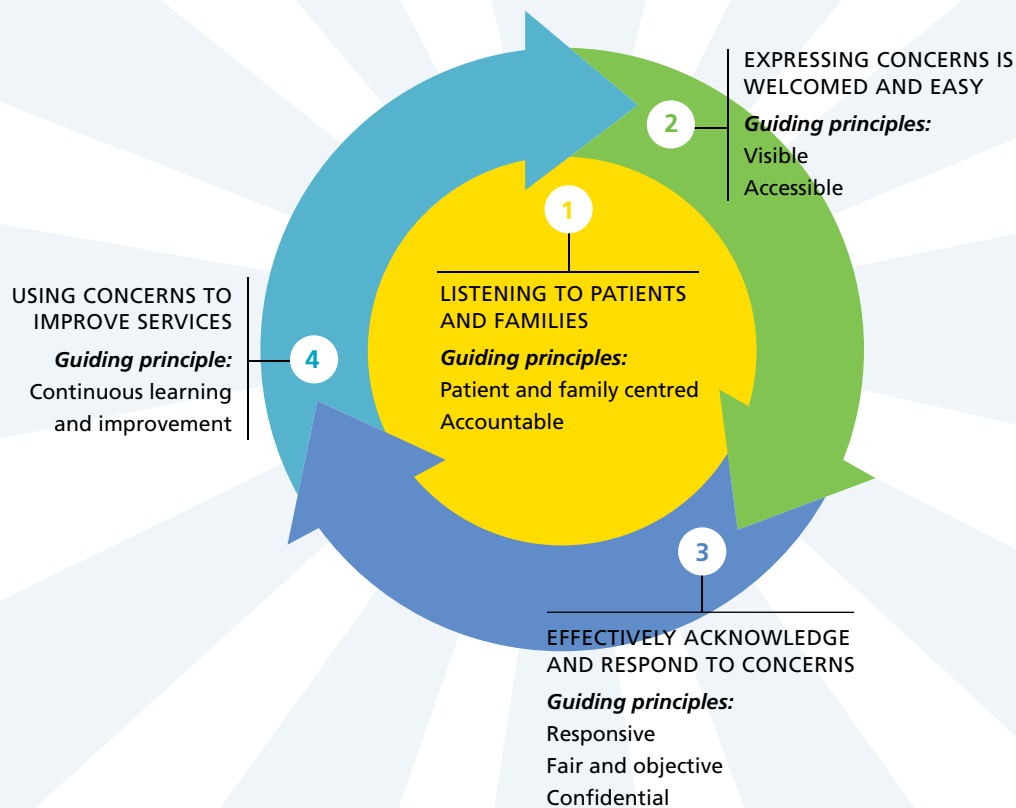 1
LISTENING TO PATIENTS
AND FAMILIES
Guiding principles:
Patient and family centred
Accountable
2
EXPRESSING CONCERNS IS
WELCOMED AND EASY
Guiding principles:
Visible
Accessible
3
EFFECTIVELY ACKNOWLEDGE
AND RESPOND TO CONCERNS
Guiding principles:
Responsive
Fair and objective
Confidential
4
USING CONCERNS TO
IMPROVE SERVICES
Guiding principle:
Continuous learning
and improvement